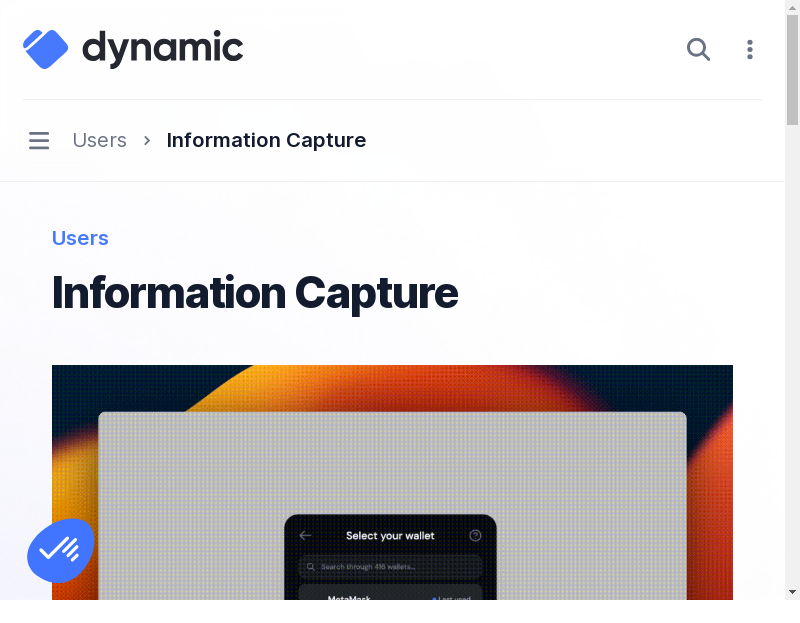 dynamic
Users
Information Capture
Users
Information Capture
Select your wallet
Search through 416 wallets...
MetaMask
Last used